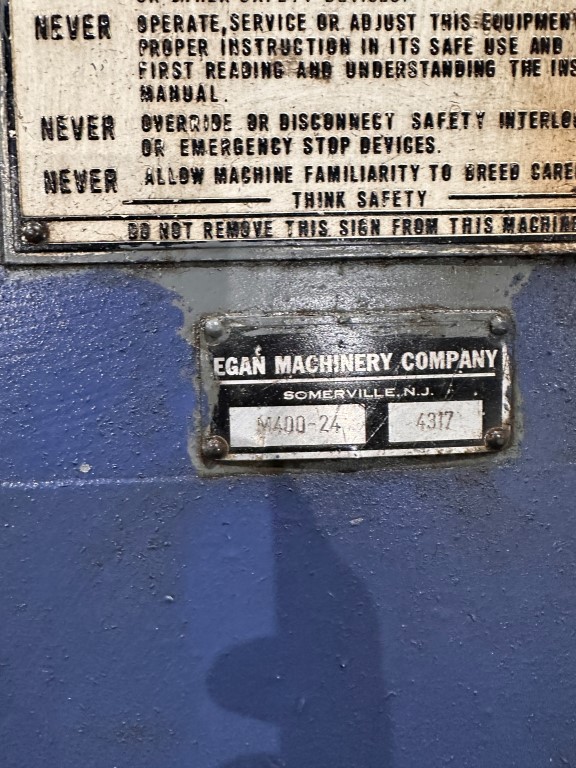 NEVER OPERATE, SERVICE OR ADJUST THIS EQUIPMEN
PROPER INSTRUCTION IN ITS SAFE USE AND
FIRST READING AND UNDERSTANDING THE INS
MANUAL.
NEVER OVERRIDE OR DISCONNECT SAFETY INTERLO
OR EMERGENCY STOP DEVICES.
NEVER ALLOW MACHINE FAMILIARITY TO BREED CARE
THINK SAFETY
DO NOT REMOVE THIS SIGN FROM THIS MACHINE
EGAN MACHINERY COMPANY
SOMERVILLE, N.J.
M400-24 4317